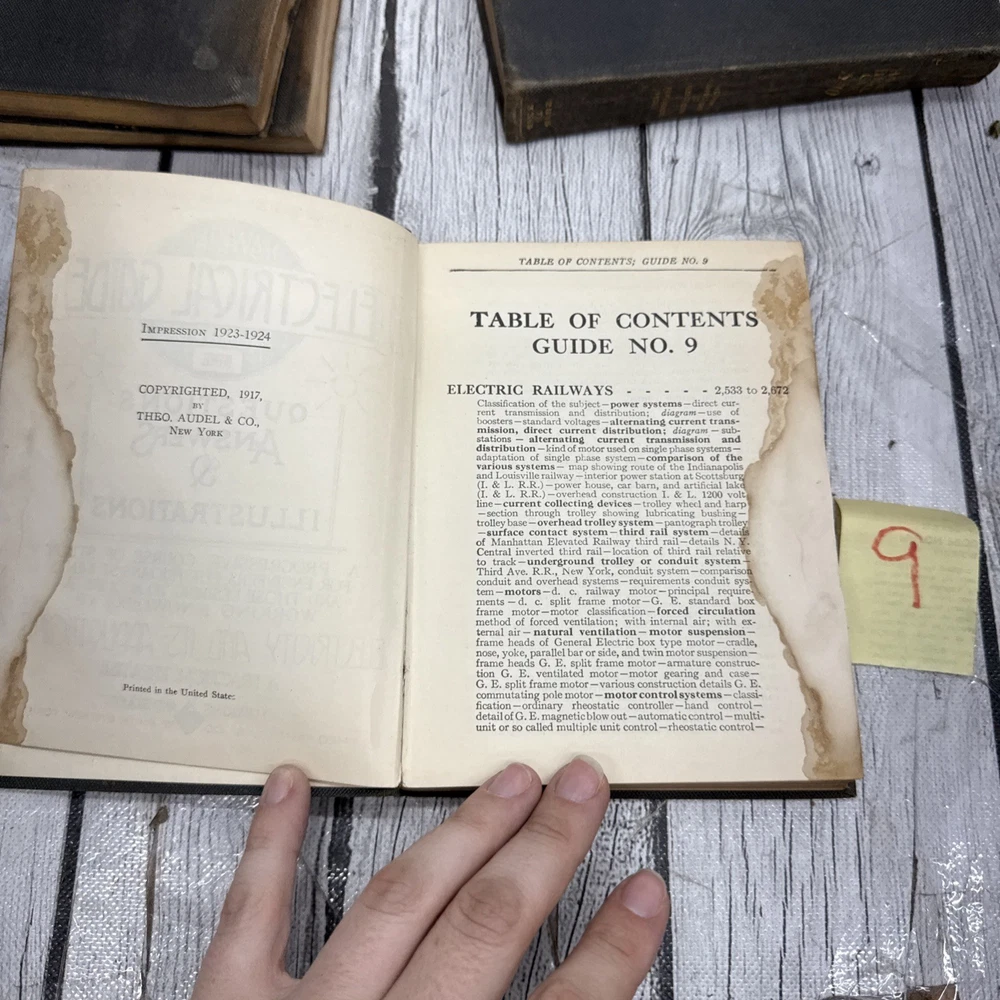 IMPRESSION 1923-1924
COPYRIGHTED, 1917,
BY
THEO. AUDEL & CO.,
NEW YORK
Printed in the United States
TABLE OF CONTENTS; GUIDE NO. 9
TABLE OF CONTENTS
GUIDE NO. 9
ELECTRIC RAILWAYS - - - - - 2,533 to 2,672
Classification of the subject—power systems—direct cur-
rent transmission and distribution; diagram—use of
boosters—standard voltages—alternating current trans-
mission, direct current distribution; diagram—sub-
stations—alternating current transmission and
distribution—kind of motor used on single phase systems—
adaptation of single phase system—comparison of the
various systems—map showing route of the Indianapolis
and Louisville railway—interior power station at Scottsburg
(I. & L. R.R.)—power house, car barn, and artificial lake
(I. & L. R.R.)—overhead construction I. & L. 1200 volt
line—current collecting devices—trolley wheel and harp
—section through trolley showing lubricating bushing—
trolley base—overhead trolley system—pantograph trolley
—surface contact system—third rail system—details
of Manhattan Elevated Railway third rail—details N. Y.
Central inverted third rail—location of third rail relative
to track—underground trolley or conduit system—
Third Ave. R.R., New York, conduit system—comparison
conduit and overhead systems—requirements conduit sys-
tem—motors—d. c. railway motor—principal require-
ments—d. c. split frame motor—G. E. standard box
frame motor—motor classification—forced circulation
method of forced ventilation; with internal air; with ex-
ternal air—natural ventilation—motor suspension—
frame heads of General Electric box type motor—cradle,
nose, yoke, parallel bar or side, and twin motor suspension—
frame heads G. E. split frame motor—armature construc-
tion G. E. ventilated motor—motor gearing and case—
G. E. split frame motor—various construction details G. E.
commutating pole motor—motor control systems—classi-
fication—ordinary rheostatic controller—hand control—
detail of G. E. magnetic blow out—automatic control—multi-
unit or so called multiple unit control—rheostatic control—
9